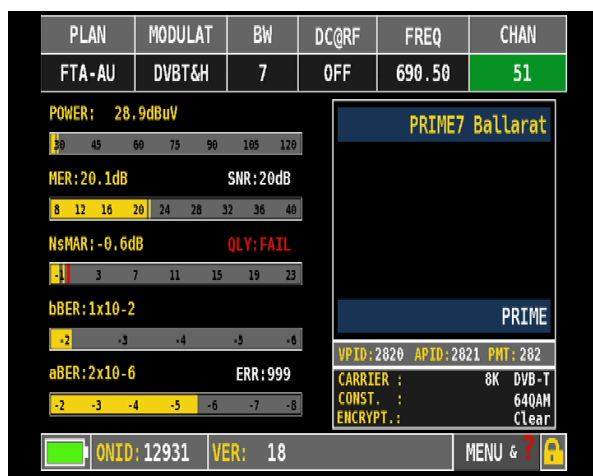 PLAN MODULAT BW DC@RF FREQ CHAN
FTA-AU DVBT&H 7 OFF 690.50 51
POWER: 28.9dBuV
30 45 60 75 90 105 120
MER:20.1dB SNR:20dB
8 12 16 20 24 28 32 36 40
NsMAR:-0.6dB QLY:FAIL
-1 3 7 11 15 19 23
bBER:1x10-2
-2 -3 -4 -5 -6
aBER:2x10-6 ERR:999
-2 -3 -4 -5 -6 -7 -8
PRIME7 Ballarat
PRIME
VPID:2820 APID:2821 PMT:282
CARRIER : 8K DVB-T
CONST. : 64QAM
ENCRYPT.: Clear
ONID:12931 VER: 18 MENU & ?